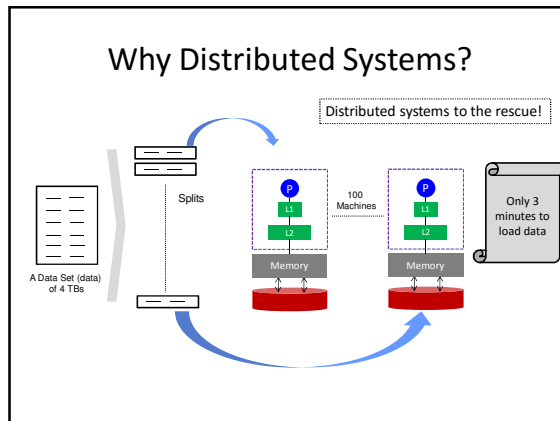 Why Distributed Systems?
Distributed systems to the rescue!
Splits
A Data Set (data)
of 4 TBs
P
L1
L2
Memory
100
Machines
P
L1
L2
Memory
Only 3
minutes to
load data